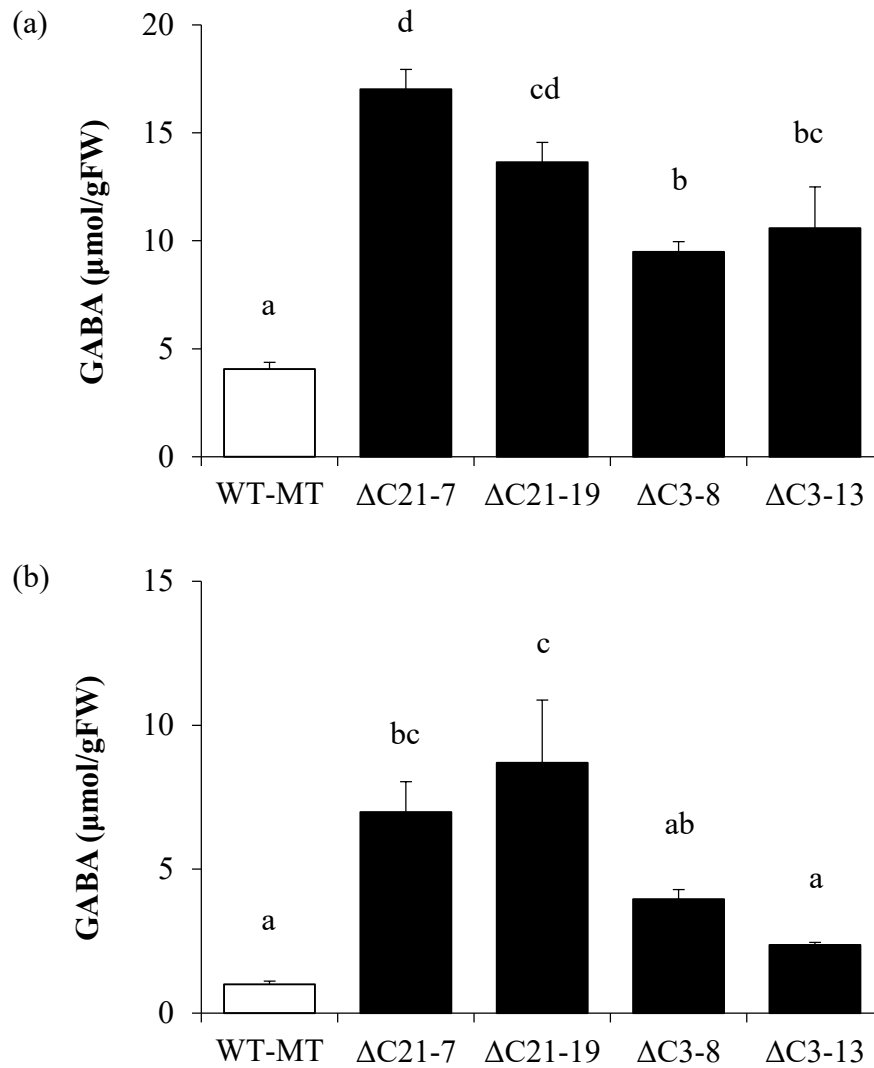 (a)
20
15
10
5
0
GABA (μmol/gFW)
a
d
cd
b
bc
WT-MT ΔC21-7 ΔC21-19 ΔC3-8 ΔC3-13
(b)
15
10
5
0
GABA (μmol/gFW)
a
bc
c
ab
a
WT-MT ΔC21-7 ΔC21-19 ΔC3-8 ΔC3-13